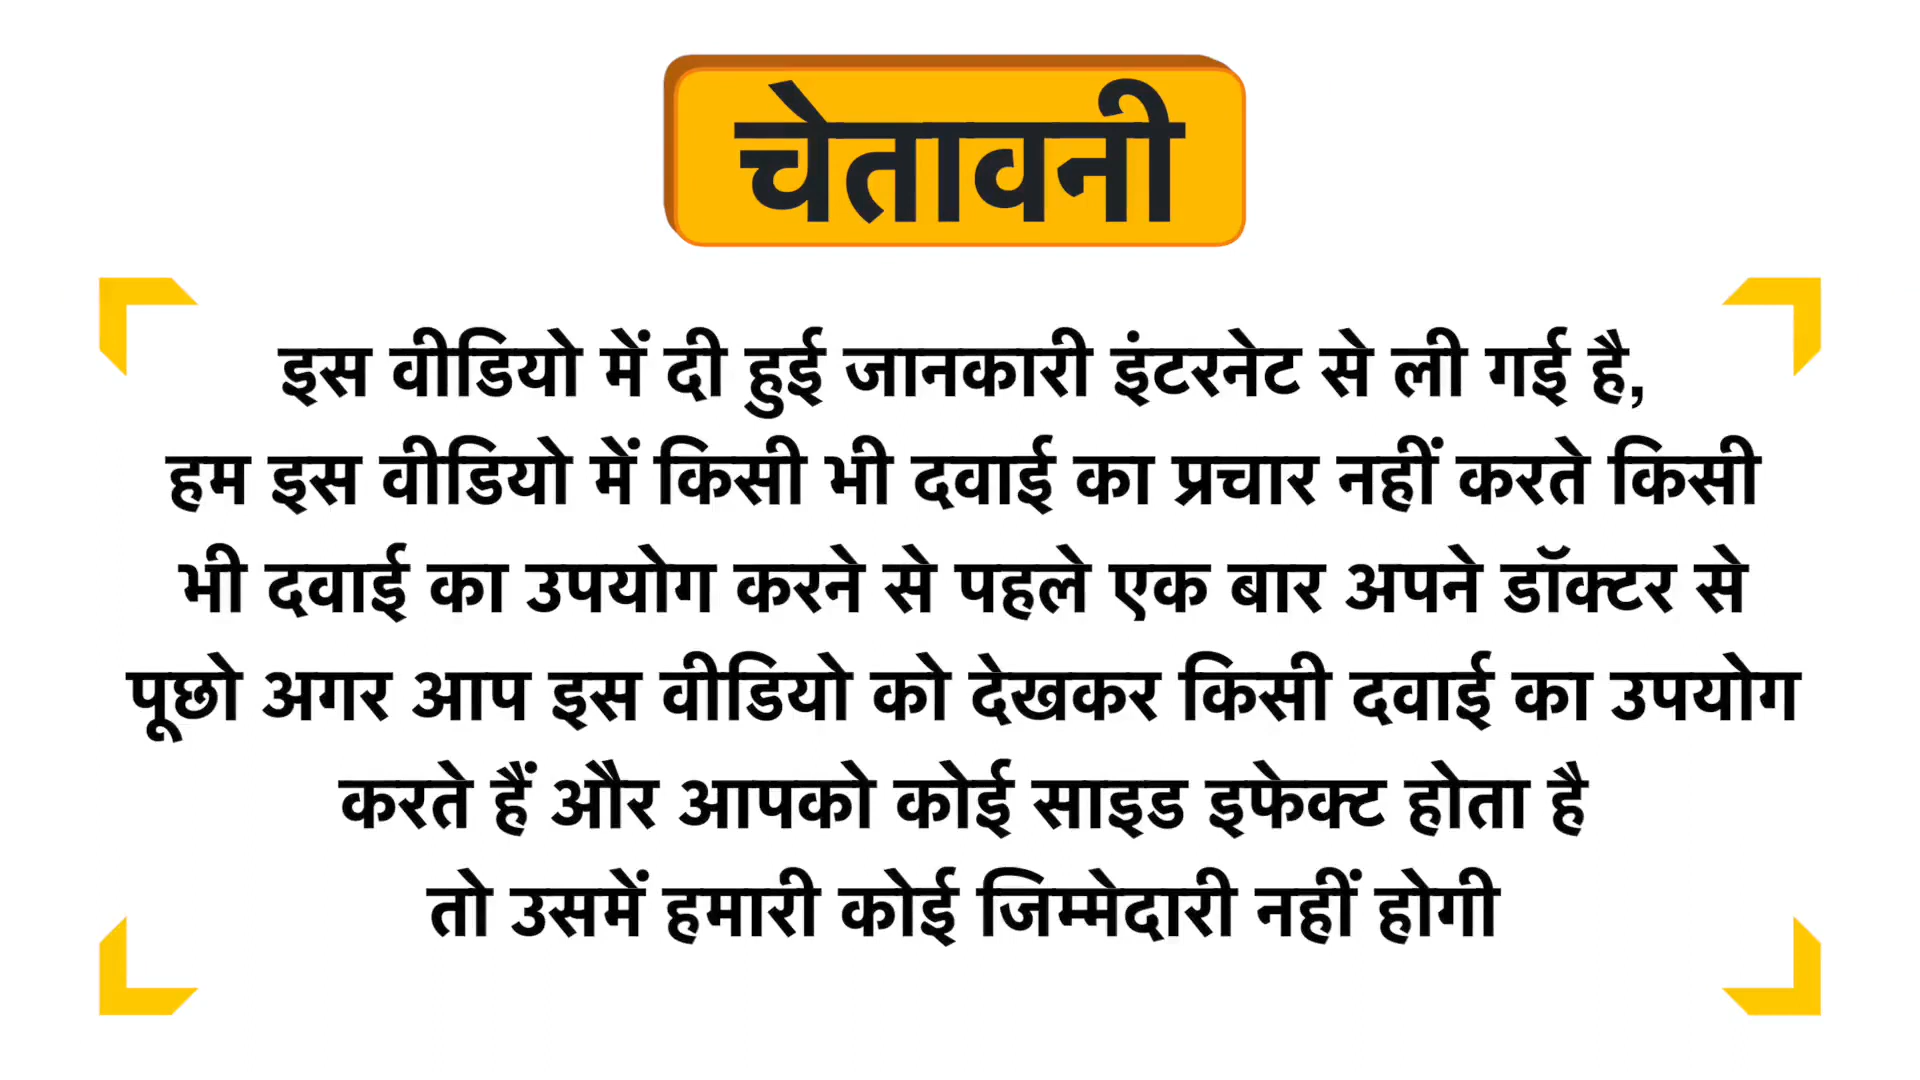 चेतावनी
इस वीडियो में दी हुई जानकारी इंटरनेट से ली गई है,
हम इस वीडियो में किसी भी दवाई का प्रचार नहीं करते किसी
भी दवाई का उपयोग करने से पहले एक बार अपने डॉक्टर से
पूछो अगर आप इस वीडियो को देखकर किसी दवाई का उपयोग
करते हैं और आपको कोई साइड इफेक्ट होता है
तो उसमें हमारी कोई जिम्मेदारी नहीं होगी